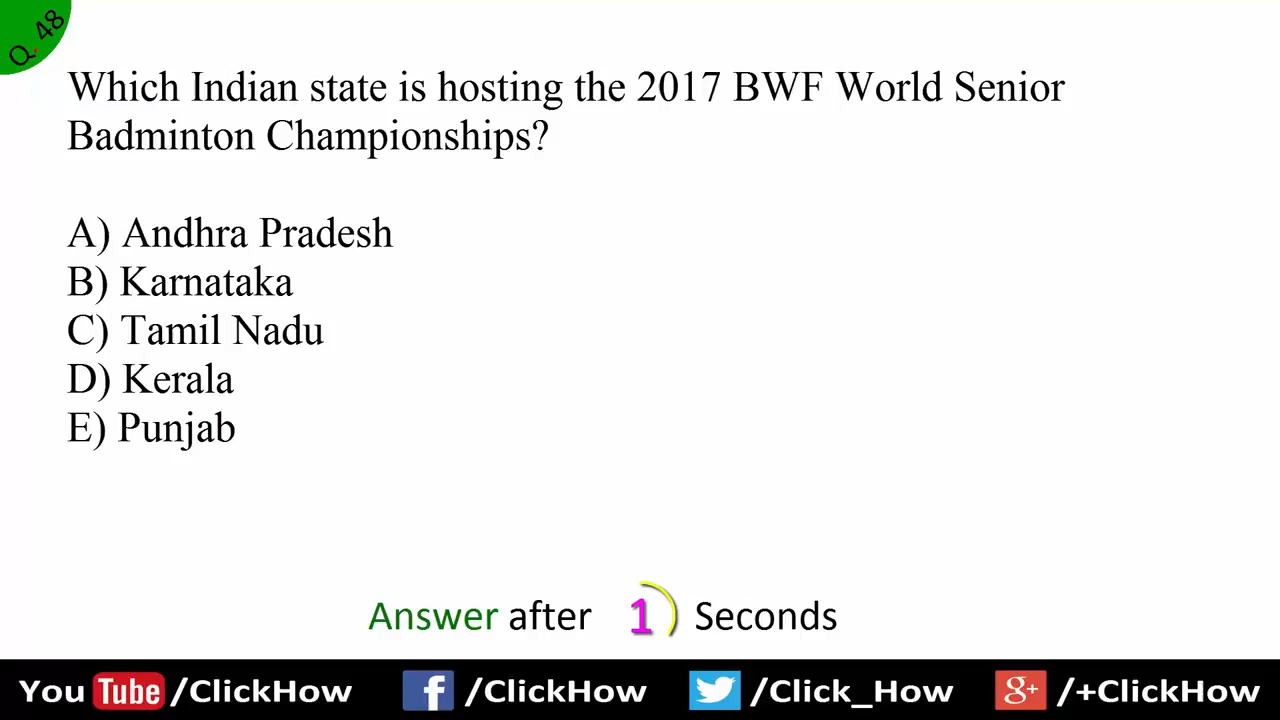 Q. 48
Which Indian state is hosting the 2017 BWF World Senior
Badminton Championships?
A) Andhra Pradesh
B) Karnataka
C) Tamil Nadu
D) Kerala
E) Punjab
Answer after 1 Seconds
You Tube /ClickHow f /ClickHow /Click_How g+ /+ClickHow